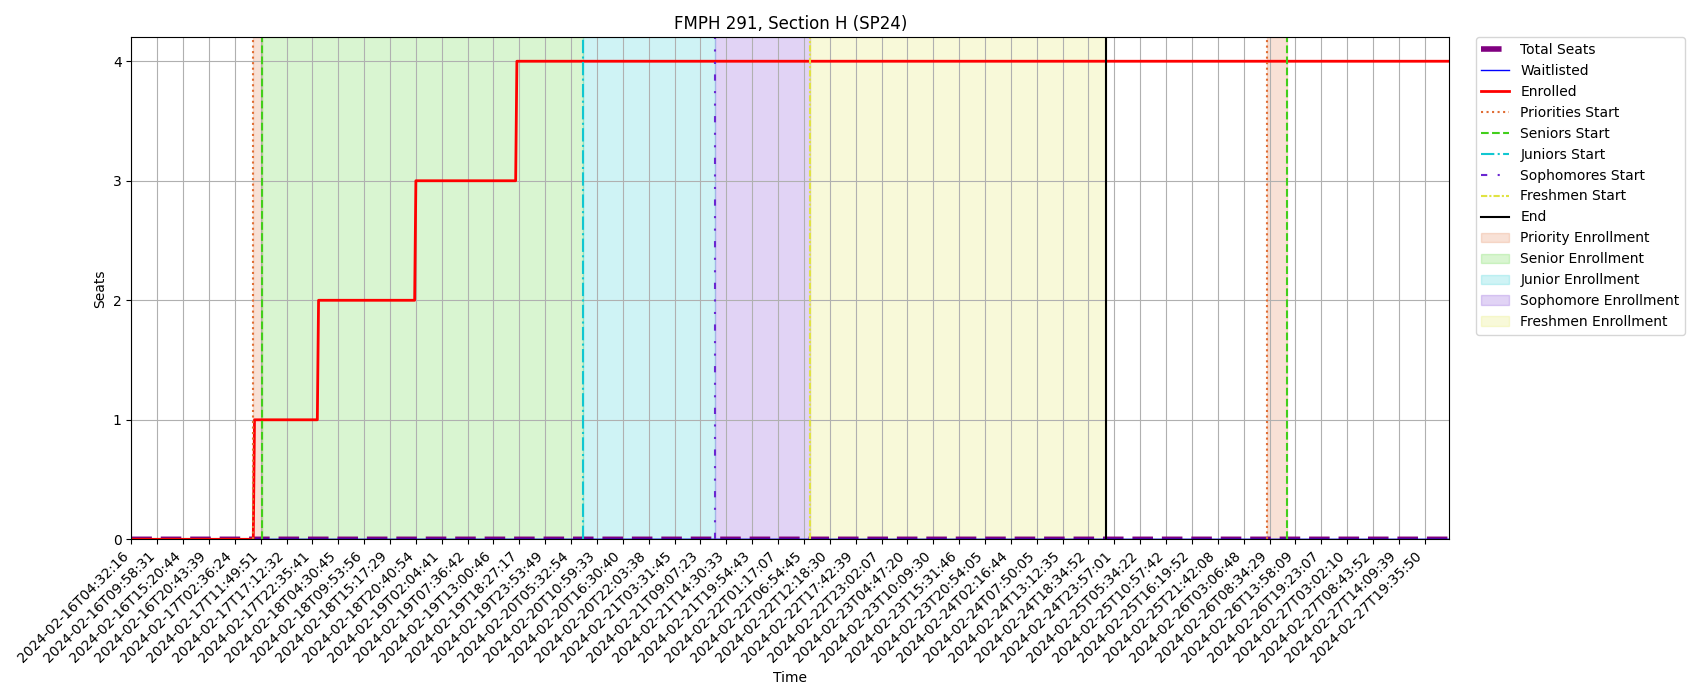 FMPH 291, Section H (SP24)
Seats
4
3
2
1
0
2024-02-16T04:32:16
2024-02-16T09:58:31
2024-02-16T15:20:44
2024-02-16T20:43:39
2024-02-17T02:36:24
2024-02-17T11:49:51
2024-02-17T17:12:32
2024-02-17T22:35:41
2024-02-18T04:30:45
2024-02-18T09:53:56
2024-02-18T15:17:29
2024-02-18T20:40:54
2024-02-19T02:04:41
2024-02-19T07:36:42
2024-02-19T13:00:46
2024-02-19T18:27:17
2024-02-19T23:53:49
2024-02-20T05:32:54
2024-02-20T10:59:33
2024-02-20T16:30:40
2024-02-20T22:03:38
2024-02-21T03:31:45
2024-02-21T09:07:23
2024-02-21T14:30:33
2024-02-21T19:54:43
2024-02-22T01:17:07
2024-02-22T06:54:45
2024-02-22T12:18:30
2024-02-22T17:42:39
2024-02-22T23:02:07
2024-02-23T04:47:20
2024-02-23T10:09:30
2024-02-23T15:31:46
2024-02-23T20:54:05
2024-02-24T02:16:44
2024-02-24T07:50:05
2024-02-24T13:12:35
2024-02-24T18:34:52
2024-02-24T23:57:01
2024-02-25T05:34:22
2024-02-25T10:57:42
2024-02-25T16:19:52
2024-02-25T21:42:08
2024-02-26T03:06:48
2024-02-26T08:34:29
2024-02-26T13:58:09
2024-02-26T19:23:07
2024-02-27T03:02:10
2024-02-27T08:43:52
2024-02-27T14:09:39
2024-02-27T19:35:50
Time
Total Seats
Waitlisted
Enrolled
Priorities Start
Seniors Start
Juniors Start
Sophomores Start
Freshmen Start
End
Priority Enrollment
Senior Enrollment
Junior Enrollment
Sophomore Enrollment
Freshmen Enrollment